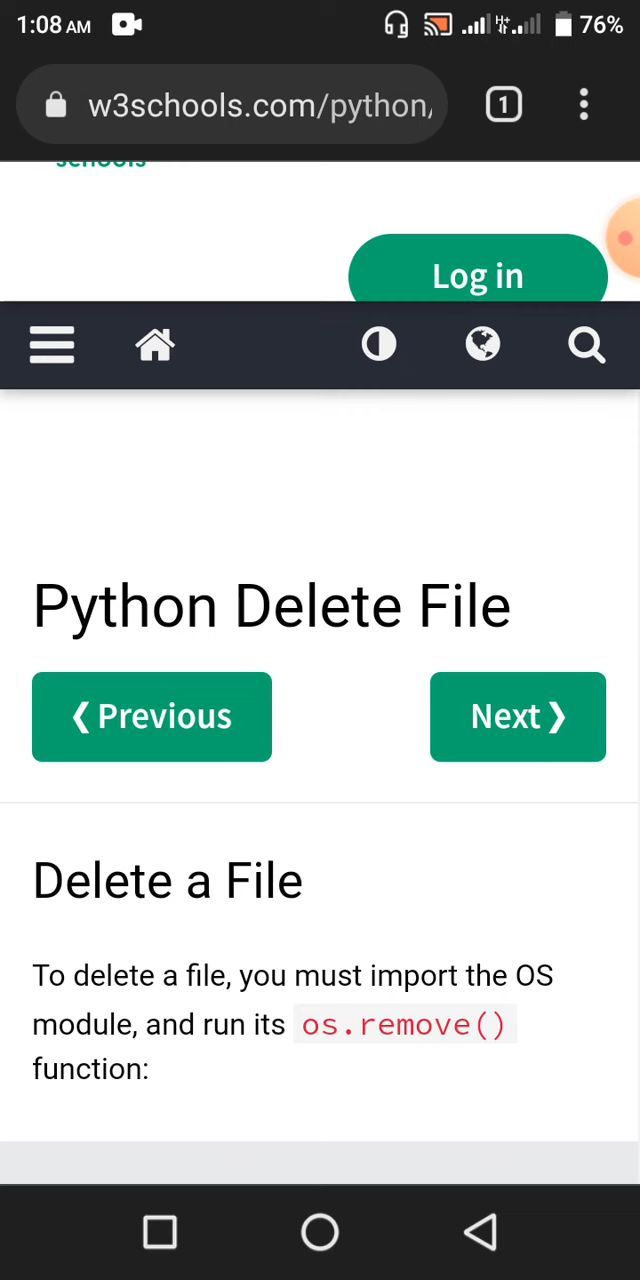 1:08 AM H+ 76%
w3schools.com/python,
1
schools
Log in
Python Delete File
❮ Previous
Next ❯
Delete a File
To delete a file, you must import the OS
module, and run its os.remove()
function: